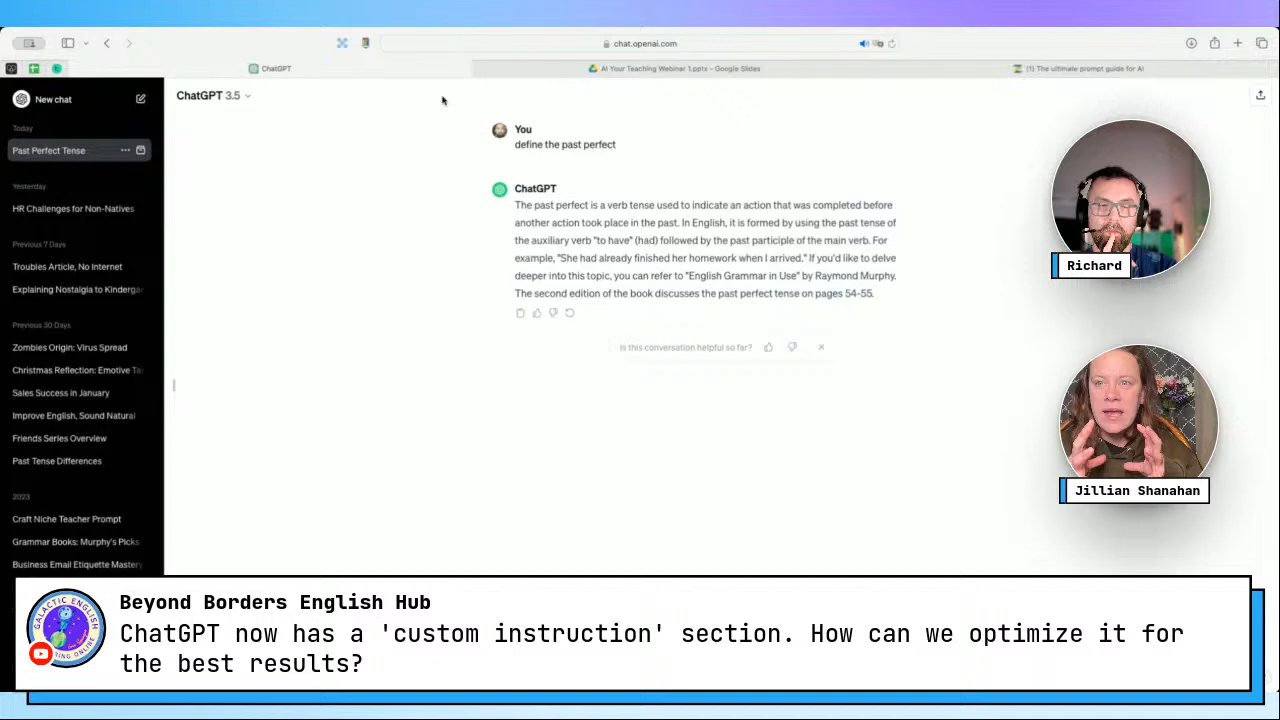 chat.openai.com
ChatGPT
AI Your Teaching Webinar 1.pptx – Google Slides
(1) The ultimate prompt guide for AI
New chat
ChatGPT 3.5
Today
Past Perfect Tense
Yesterday
HR Challenges for Non-Natives
Previous 7 Days
Troubles Article, No Internet
Explaining Nostalgia to Kinderga
Previous 30 Days
Zombies Origin: Virus Spread
Christmas Reflection: Emotive Ta
Sales Success in January
Improve English, Sound Natural
Friends Series Overview
Past Tense Differences
2023
Craft Niche Teacher Prompt
Grammar Books: Murphy's Picks
Business Email Etiquette Mastery
You
define the past perfect
ChatGPT
The past perfect is a verb tense used to indicate an action that was completed before
another action took place in the past. In English, it is formed by using the past tense of
the auxiliary verb "to have" (had) followed by the past participle of the main verb. For
example, "She had already finished her homework when I arrived." If you'd like to delve
deeper into this topic, you can refer to "English Grammar in Use" by Raymond Murphy.
The second edition of the book discusses the past perfect tense on pages 54-55.
Is this conversation helpful so far?
Richard
Jillian Shanahan
GALACTIC ENGLISH
Beyond Borders English Hub
ChatGPT now has a 'custom instruction' section. How can we optimize it for
the best results?